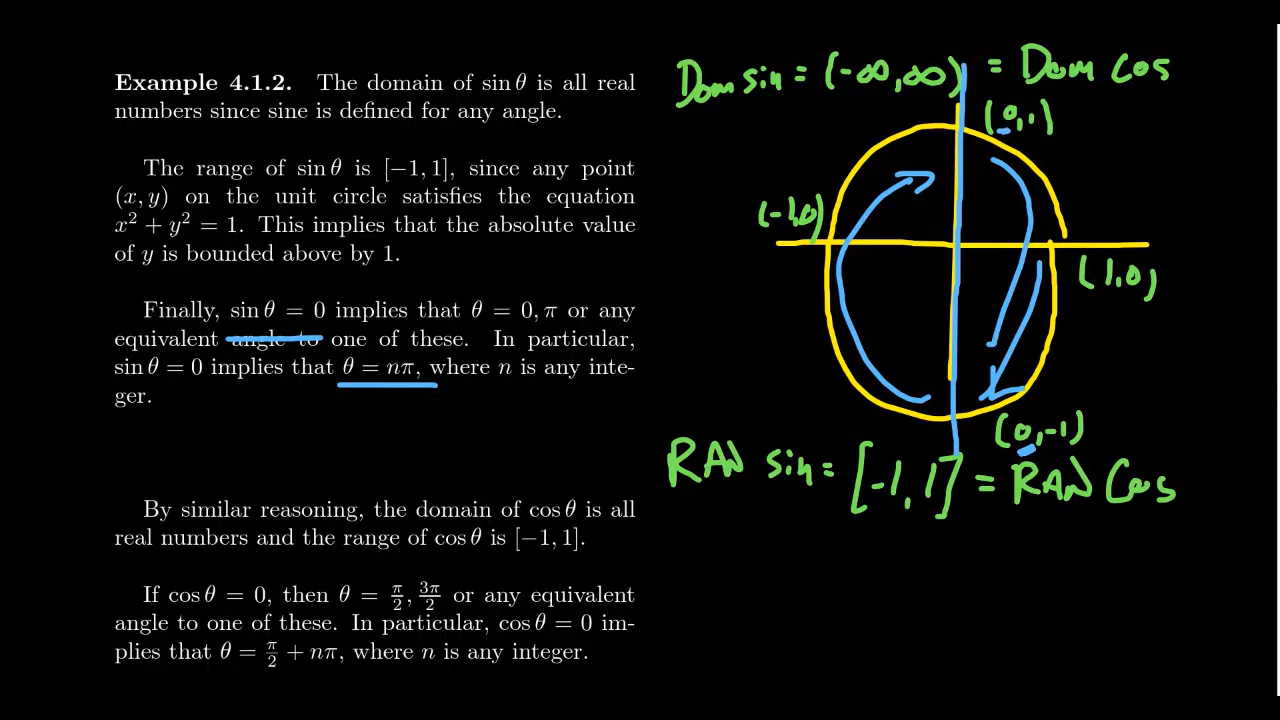 Example 4.1.2. The domain of sin θ is all real
numbers since sine is defined for any angle.
The range of sin θ is [−1, 1], since any point
(x, y) on the unit circle satisfies the equation
x² + y² = 1. This implies that the absolute value
of y is bounded above by 1.
Finally, sin θ = 0 implies that θ = 0, π or any
equivalent angle to one of these. In particular,
sin θ = 0 implies that θ = nπ, where n is any inte-
ger.
By similar reasoning, the domain of cos θ is all
real numbers and the range of cos θ is [−1, 1].
If cos θ = 0, then θ = π/2, 3π/2 or any equivalent
angle to one of these. In particular, cos θ = 0 im-
plies that θ = π/2 + nπ, where n is any integer.
Dom sin = (-∞, ∞) = Dom cos
(0, 1)
(-1, 0)
(1, 0)
(0, -1)
RAN sin = [-1, 1] = RAN Cos